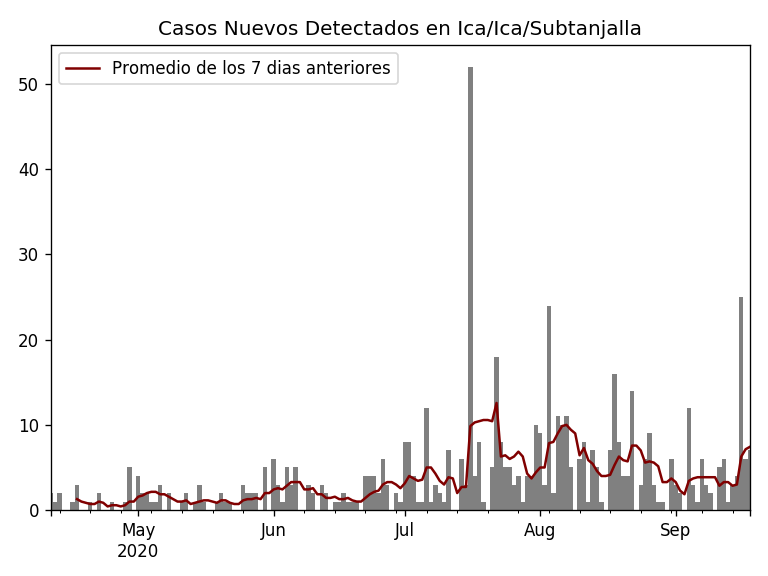 Casos Nuevos Detectados en Ica/Ica/Subtanjalla
Promedio de los 7 dias anteriores
50
40
30
20
10
0
May Jun Jul Aug Sep
2020